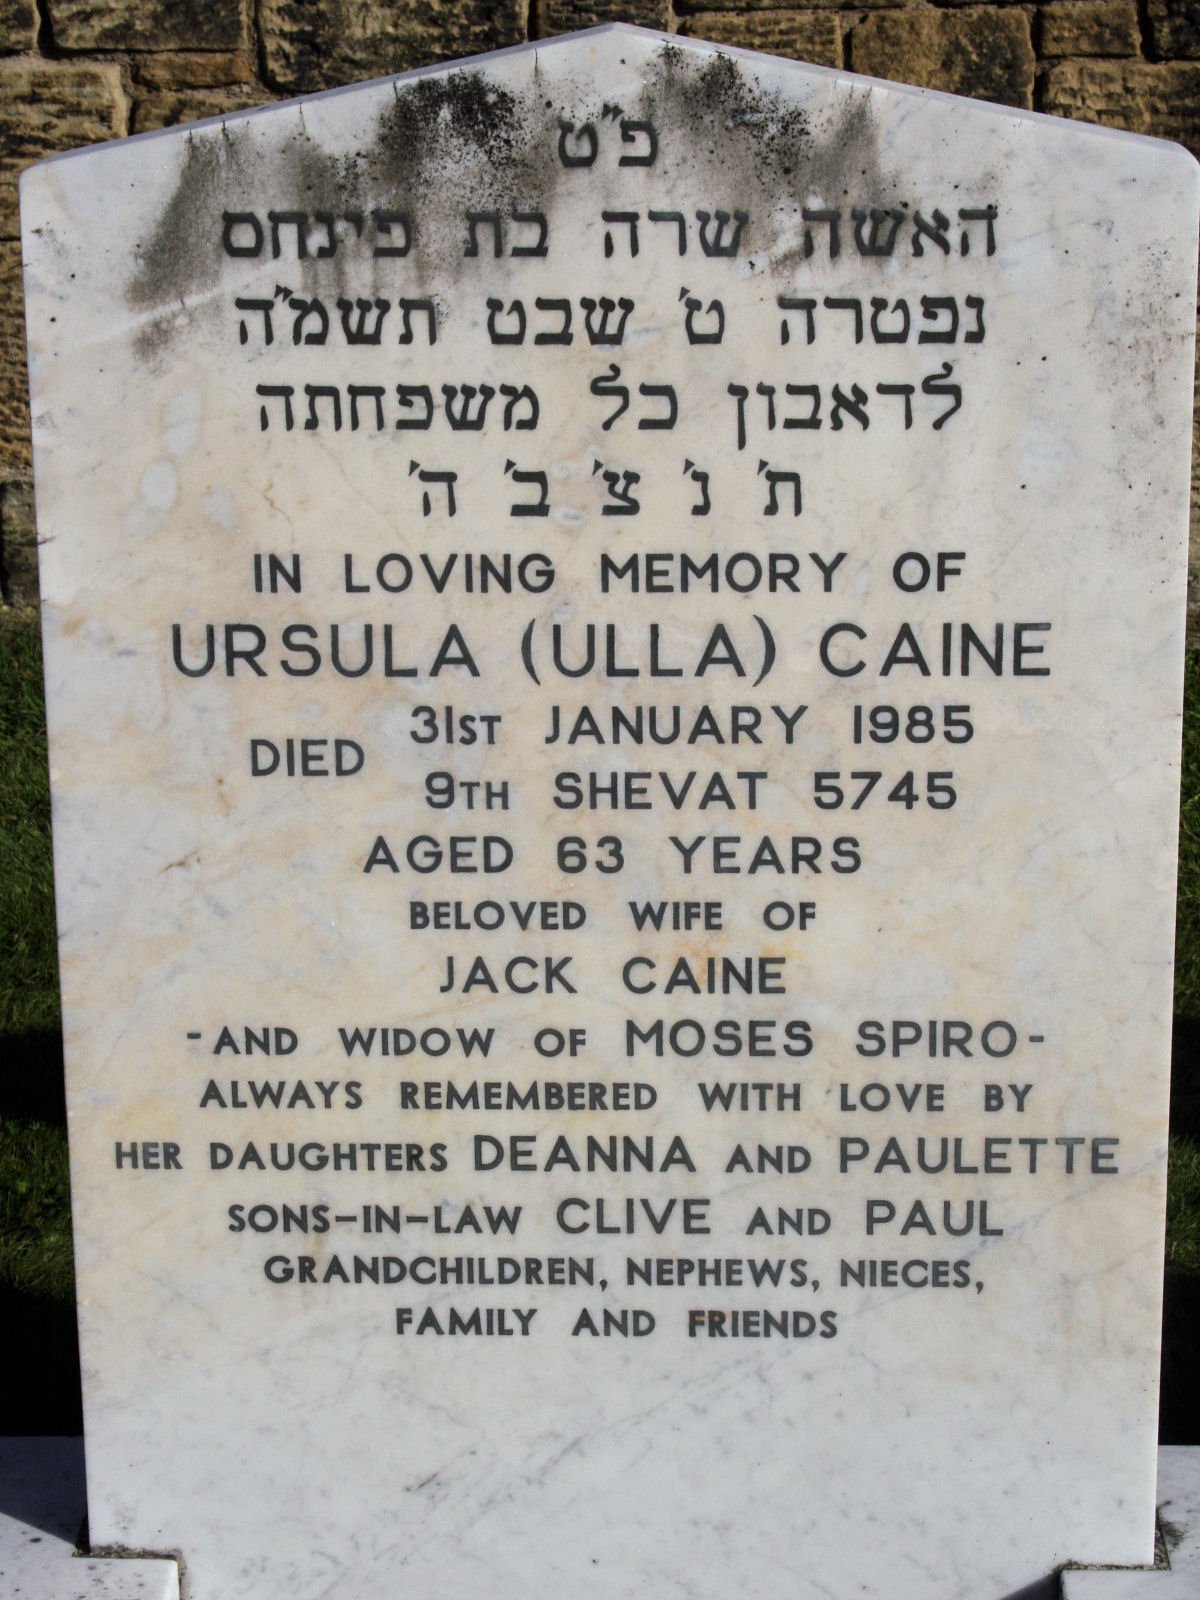 פ״ט
האשה שרה בת פינחס
נפטרה ט׳ שבט תשמ״ה
לדאבון כל משפחתה
ת׳ נ׳ צ׳ ב׳ ה׳
IN LOVING MEMORY OF
URSULA (ULLA) CAINE
DIED 31ST JANUARY 1985
9TH SHEVAT 5745
AGED 63 YEARS
BELOVED WIFE OF
JACK CAINE
-AND WIDOW OF MOSES SPIRO-
ALWAYS REMEMBERED WITH LOVE BY
HER DAUGHTERS DEANNA AND PAULETTE
SONS-IN-LAW CLIVE AND PAUL
GRANDCHILDREN, NEPHEWS, NIECES,
FAMILY AND FRIENDS